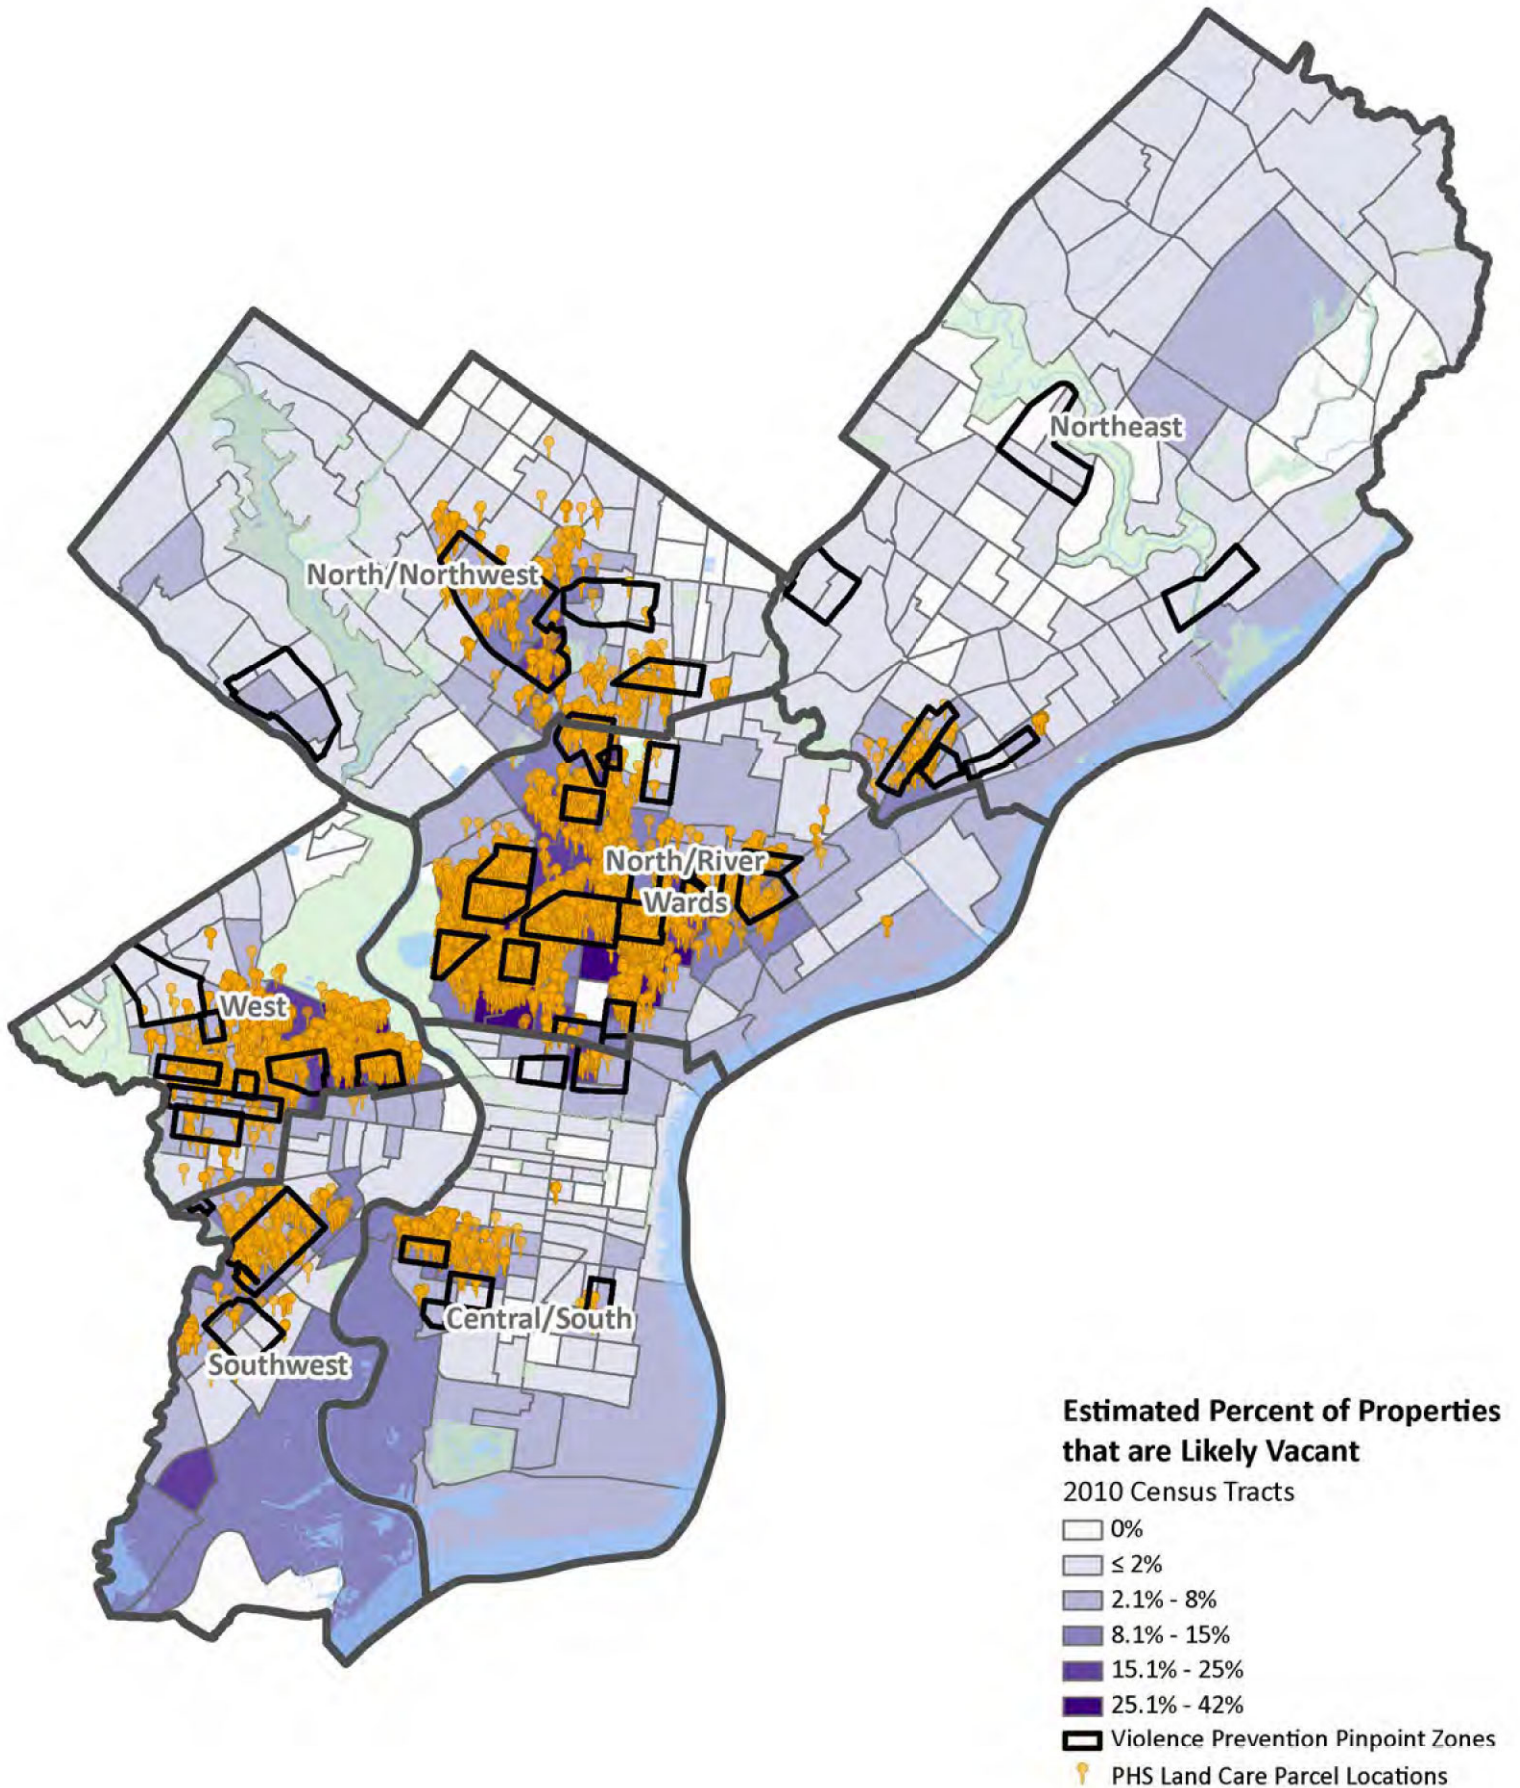 Northeast
North/Northwest
North/River
Wards
West
Central/South
Southwest
Estimated Percent of Properties
that are Likely Vacant
2010 Census Tracts
0%
≤ 2%
2.1% - 8%
8.1% - 15%
15.1% - 25%
25.1% - 42%
Violence Prevention Pinpoint Zones
PHS Land Care Parcel Locations